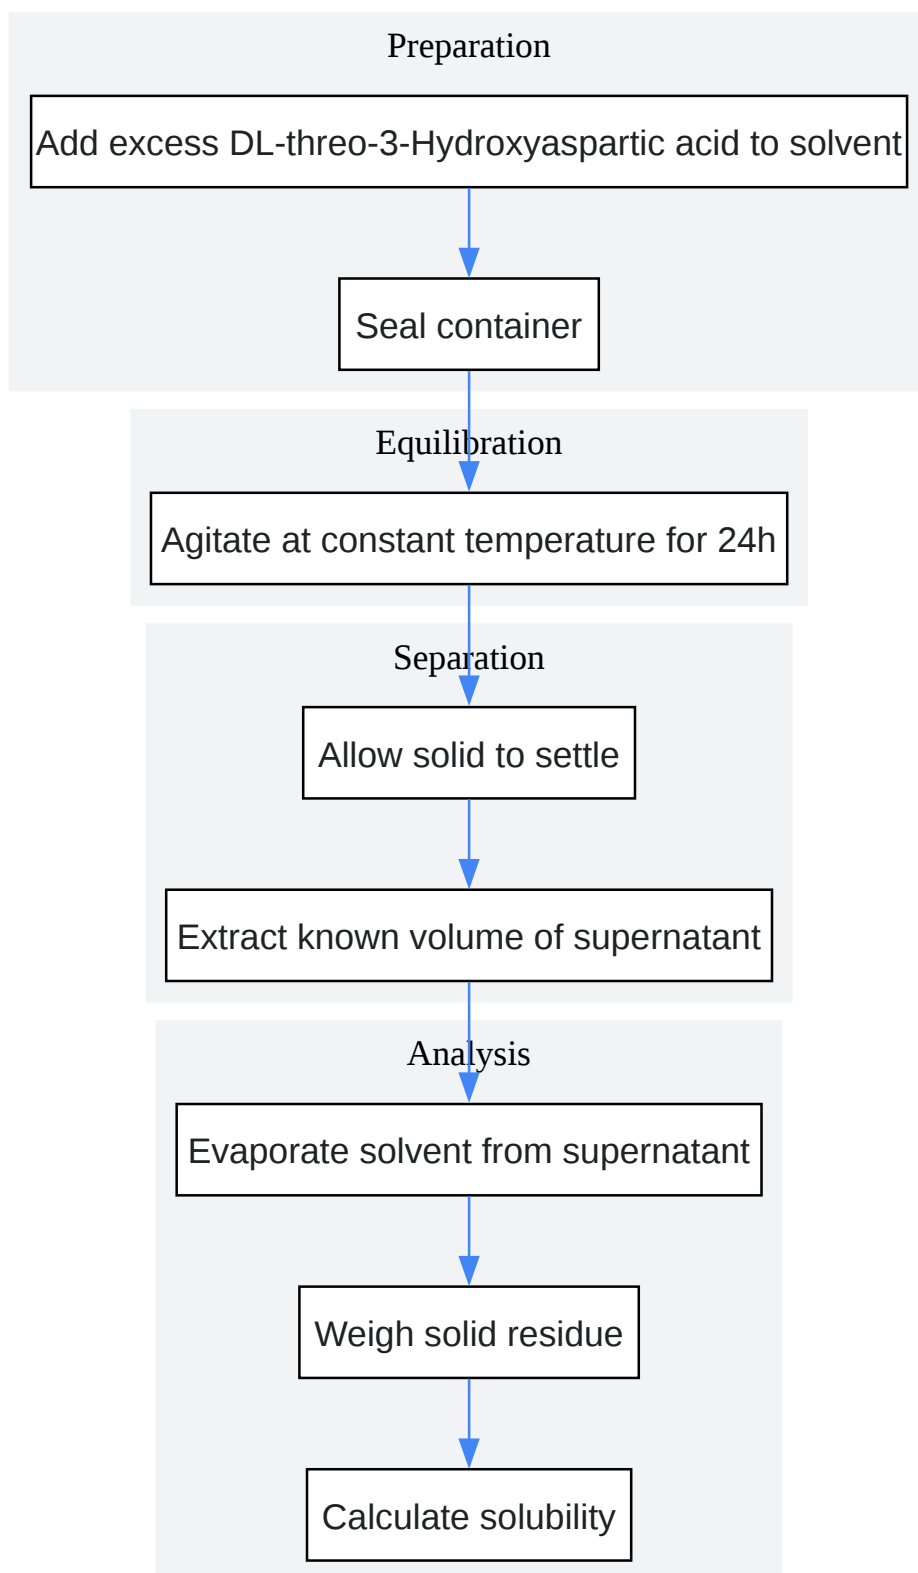 Preparation
Add excess DL-threo-3-Hydroxyaspartic acid to solvent
Seal container
Equilibration
Agitate at constant temperature for 24h
Separation
Allow solid to settle
Extract known volume of supernatant
Analysis
Evaporate solvent from supernatant
Weigh solid residue
Calculate solubility